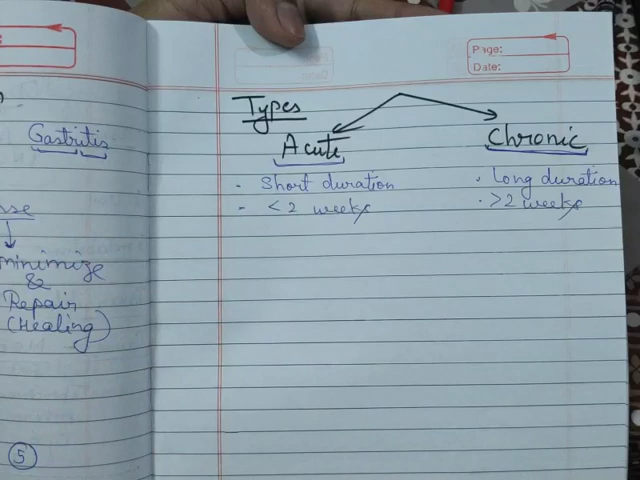 Gastritis
minimize
&
Repair
(Healing)
5
Page:
Date:
Types
Acute
Chronic
. Short duration
. Long duration
- < 2 weeks
. >2 weeks